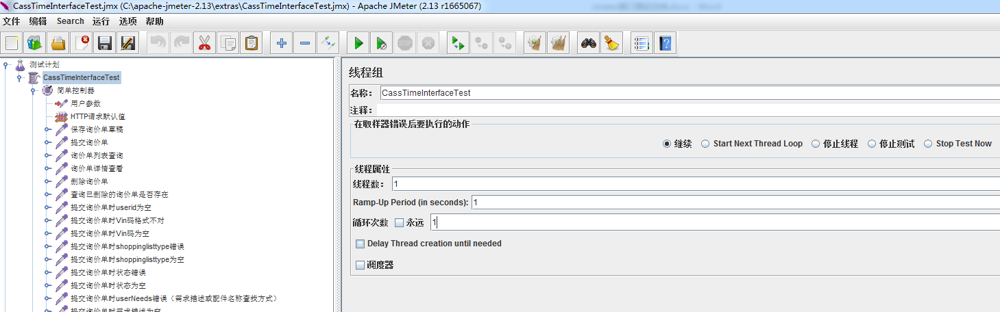 CassTimeInterfaceTest.jmx (C:\apache-jmeter-2.13\extras\CassTimeInterfaceTest.jmx) - Apache JMeter (2.13 r1665067)
文件 编辑 Search 运行 选项 帮助
STOP
测试计划
CassTimeInterfaceTest
简单控制器
用户参数
HTTP请求默认值
保存询价单草稿
提交询价单
询价单列表查询
询价单详情查看
删除询价单
查询已删除的询价单是否存在
提交询价单时userid为空
提交询价单时Vin码格式不对
提交询价单时Vin码为空
提交询价单时shoppinglisttype错误
提交询价单时shoppinglisttype为空
提交询价单时状态错误
提交询价单时状态为空
提交询价单时userNeeds错误（需求描述或配件名称查找方式）
提交询价单时需求描述为空
线程组
名称： CassTimeInterfaceTest
注释：
在取样器错误后要执行的动作
继续 Start Next Thread Loop 停止线程 停止测试 Stop Test Now
线程属性
线程数： 1
Ramp-Up Period (in seconds): 1
循环次数 永远 1
Delay Thread creation until needed
调度器